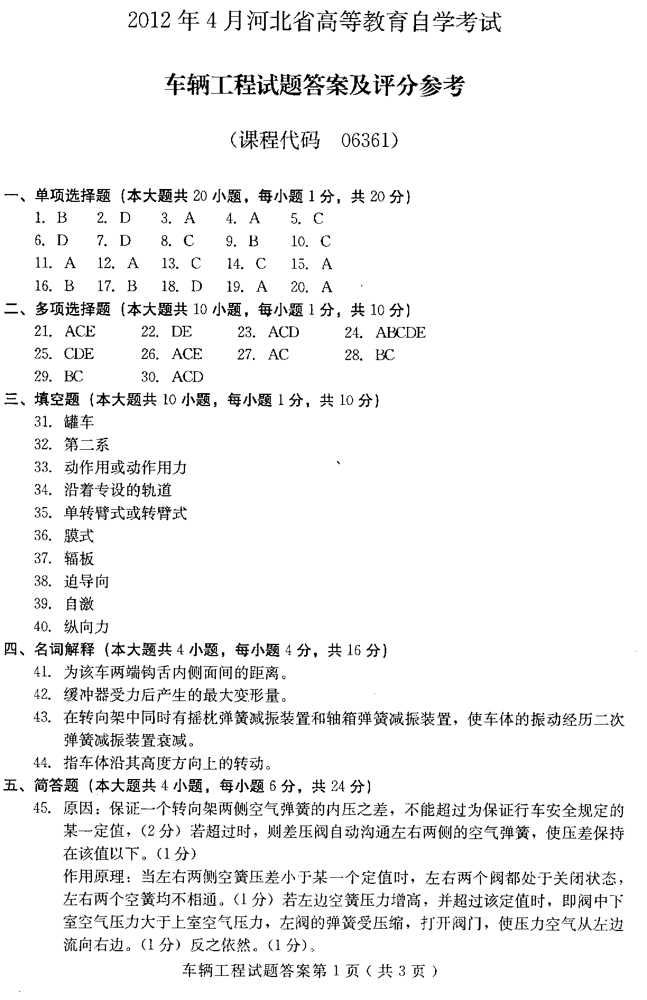 2012 年 4 月河北省高等教育自学考试
车辆工程试题答案及评分参考
（课程代码　06361）
一、单项选择题（本大题共 20 小题，每小题 1 分，共 20 分）
1. B　2. D　3. A　4. A　5. C
6. D　7. D　8. C　9. B　10. C
11. A　12. A　13. C　14. C　15. A
16. B　17. B　18. D　19. A　20. A
二、多项选择题（本大题共 10 小题，每小题 1 分，共 10 分）
21. ACE　22. DE　23. ACD　24. ABCDE
25. CDE　26. ACE　27. AC　28. BC
29. BC　30. ACD
三、填空题（本大题共 10 小题，每小题 1 分，共 10 分）
31. 罐车
32. 第二系
33. 动作用或动作用力
34. 沿着专设的轨道
35. 单转臂式或转臂式
36. 膜式
37. 辐板
38. 迫导向
39. 自激
40. 纵向力
四、名词解释（本大题共 4 小题，每小题 4 分，共 16 分）
41. 为该车两端钩舌内侧面间的距离。
42. 缓冲器受力后产生的最大变形量。
43. 在转向架中同时有摇枕弹簧减振装置和轴箱弹簧减振装置，使车体的振动经历二次
弹簧减振装置衰减。
44. 指车体沿其高度方向上的转动。
五、简答题（本大题共 4 小题，每小题 6 分，共 24 分）
45. 原因：保证一个转向架两侧空气弹簧的内压之差，不能超过为保证行车安全规定的
某一定值，（2 分）若超过时，则差压阀自动沟通左右两侧的空气弹簧，使压差保持
在该值以下。（1 分）
作用原理：当左右两侧空簧压差小于某一个定值时，左右两个阀都处于关闭状态，
左右两个空簧均不相通。（1 分）若左边空簧压力增高，并超过该定值时，即阀中下
室空气压力大于上室空气压力，左阀的弹簧受压缩，打开阀门，使压力空气从左边
流向右边。（1 分）反之依然。（1 分）。
车辆工程试题答案第 1 页（ 共 3 页 ）